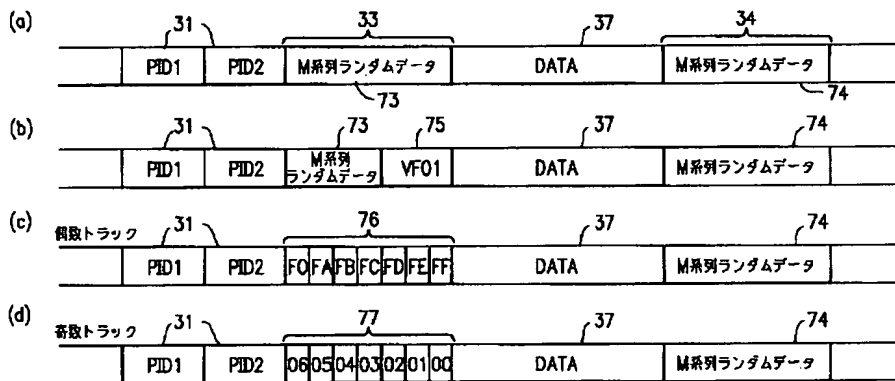 (a) 31 33 37 34
PID1 PID2 M系列ランダムデータ DATA M系列ランダムデータ
73 74
(b) 31 73 75 37 74
PID1 PID2 M系列ランダムデータ VFO1 DATA M系列ランダムデータ
(c) 偶数トラック 31 76 37 74
PID1 PID2 F0 FA FB FC FD FE FF DATA M系列ランダムデータ
(d) 奇数トラック 31 77 37 74
PID1 PID2 06 05 04 03 02 01 00 DATA M系列ランダムデータ